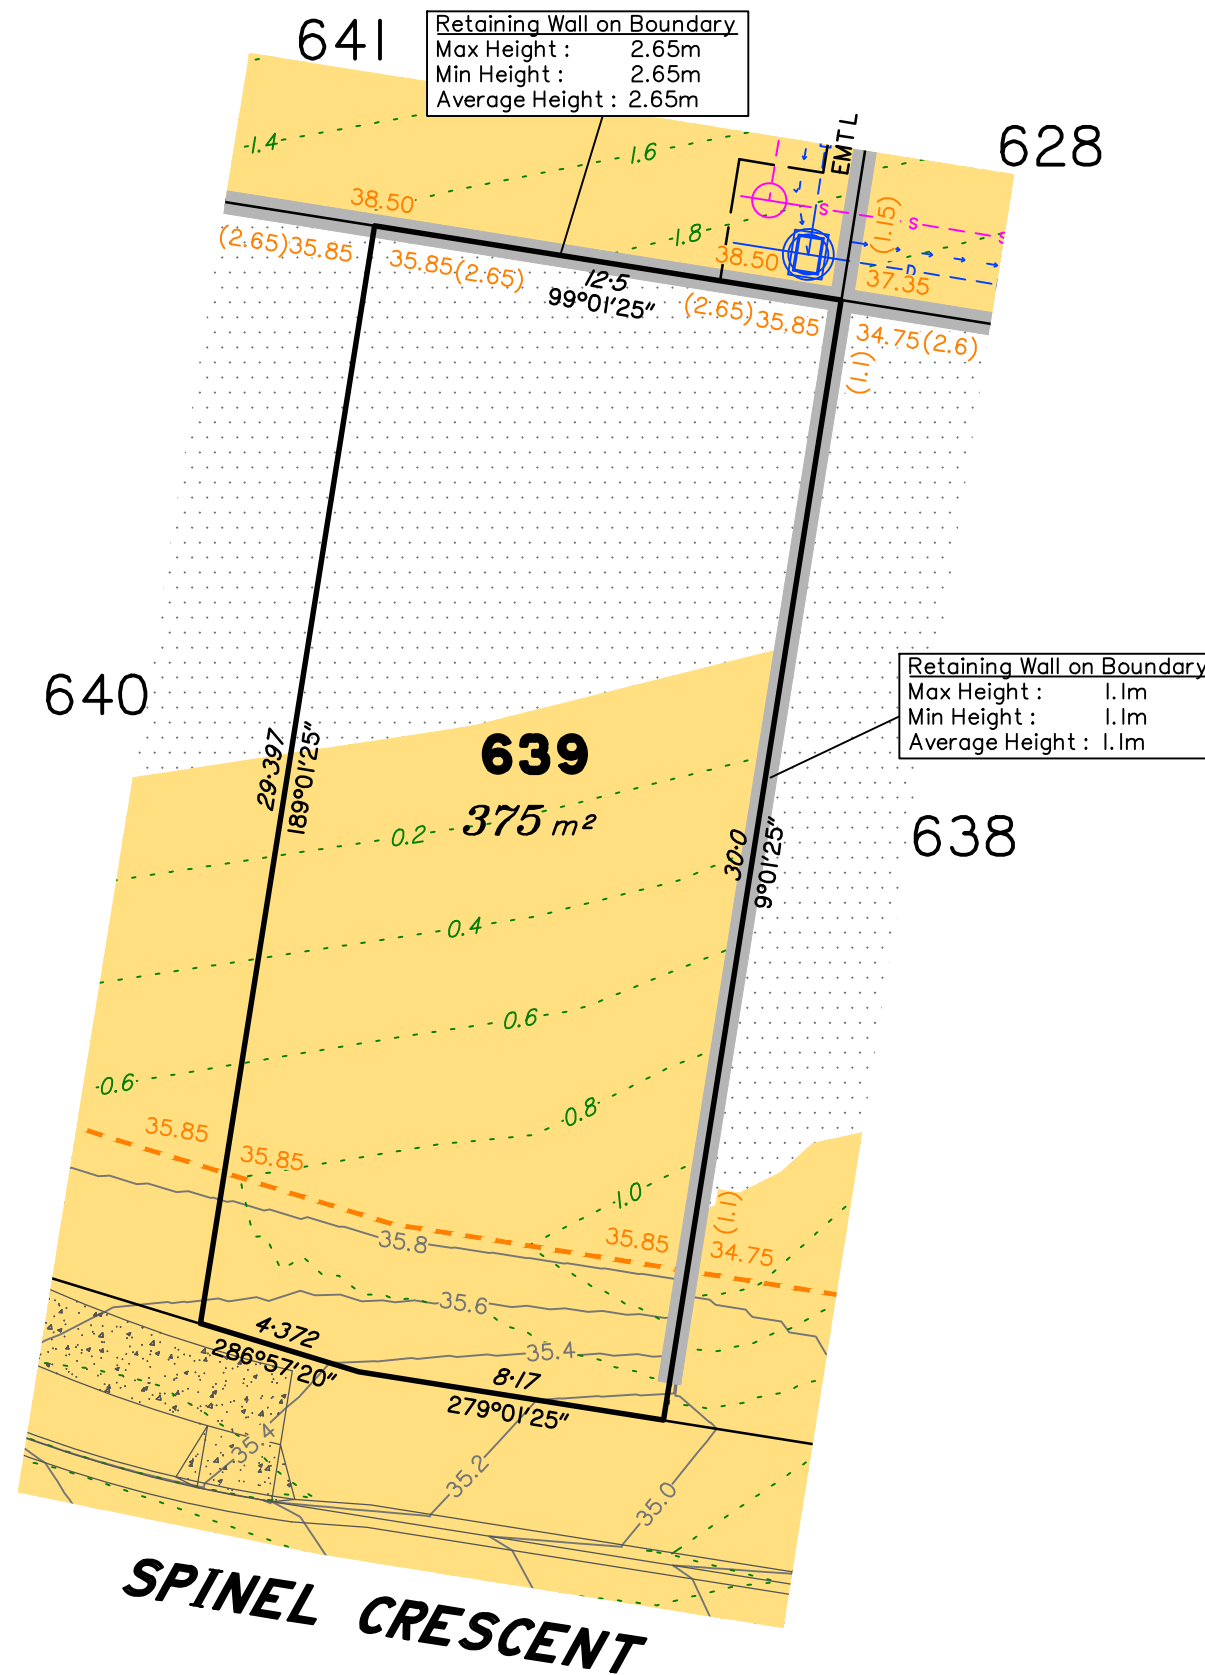 641
Retaining Wall on Boundary
Max Height : 2.65m
Min Height : 2.65m
Average Height : 2.65m
EMTL
628
1.4
1.6
38.50
S
S
S
(1.15)
1.8
38.50
D
37.35
(2.65)35.85
35.85(2.65)
12·5
99°01'25"
(2.65)35.85
34.75(2.6)
(1.1)
640
Retaining Wall on Boundary
Max Height : 1.1m
Min Height : 1.1m
Average Height : 1.1m
639
375 m²
29·397
189°01'25"
638
0.2
30·0
9°01'25"
0.4
0.6
0.6
0.8
35.85
35.85
1.0
(1.1)
35.8
35.85
34.75
35.6
4·372
286°57'20"
35.4
8·17
279°01'25"
35.4
35.2
35.0
SPINEL CRESCENT